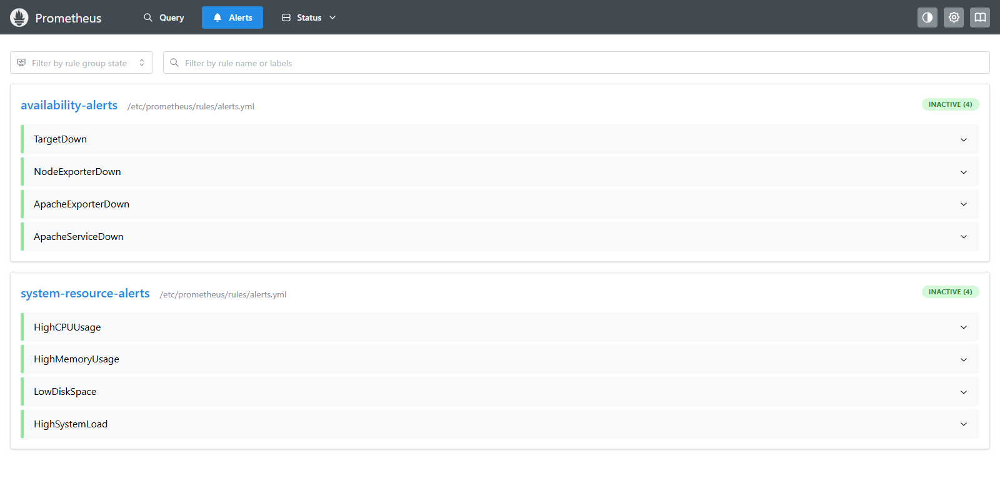 Prometheus Query Alerts Status
Filter by rule group state Filter by rule name or labels
availability-alerts /etc/prometheus/rules/alerts.yml INACTIVE (4)
TargetDown
NodeExporterDown
ApacheExporterDown
ApacheServiceDown
system-resource-alerts /etc/prometheus/rules/alerts.yml INACTIVE (4)
HighCPUUsage
HighMemoryUsage
LowDiskSpace
HighSystemLoad